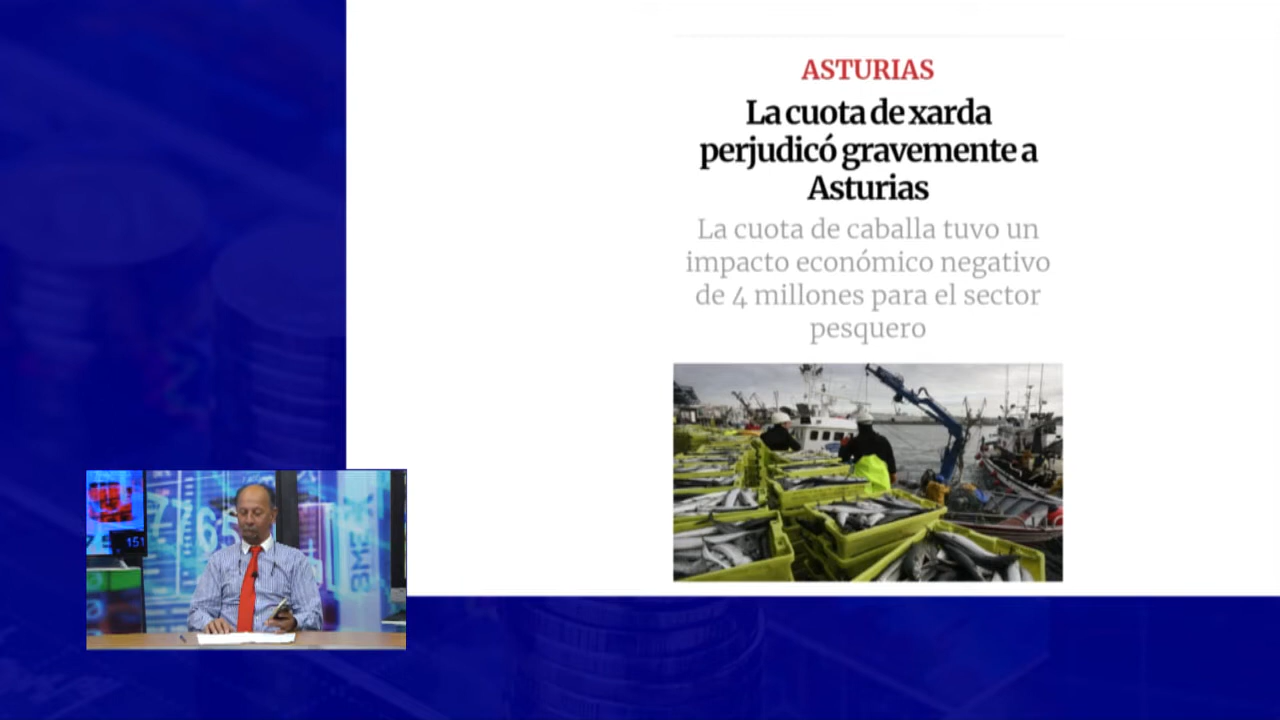 ASTURIAS
La cuota de xarda
perjudicó gravemente a
Asturias
La cuota de caballa tuvo un
impacto económico negativo
de 4 millones para el sector
pesquero
151